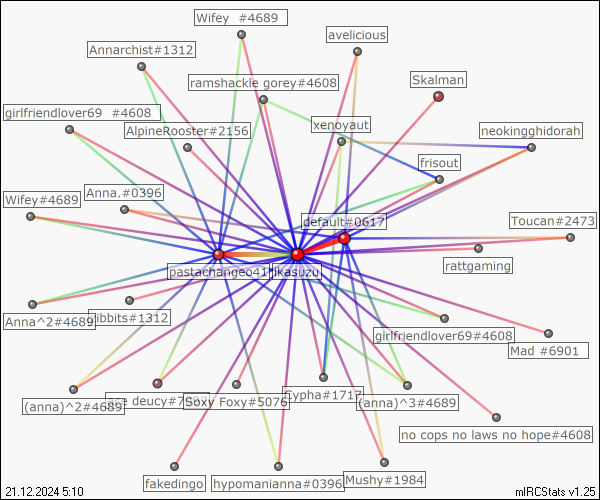 Wifey  #4689
avelicious
Annarchist#1312
ramshackle gorey#4608
Skalman
girlfriendlover69  #4608
AlpineRooster#2156
xenoyaut
neokingghidorah
frisout
Wifey#4689
Anna.#0396
default#0617
Toucan#2473
pastachangeo41
jikasuzu
rattgaming
Anna^2#4689
#1312
girlfriendlover69#4608
Mad #6901
(anna)^2#4689
deucy#7
Soxy Foxy#5076
Cypha#1717
(anna)^3#4689
no cops no laws no hope#4608
fakedingo
hypomanianna#0396
Mushy#1984
21.12.2024 5:10
mIRCStats v1.25